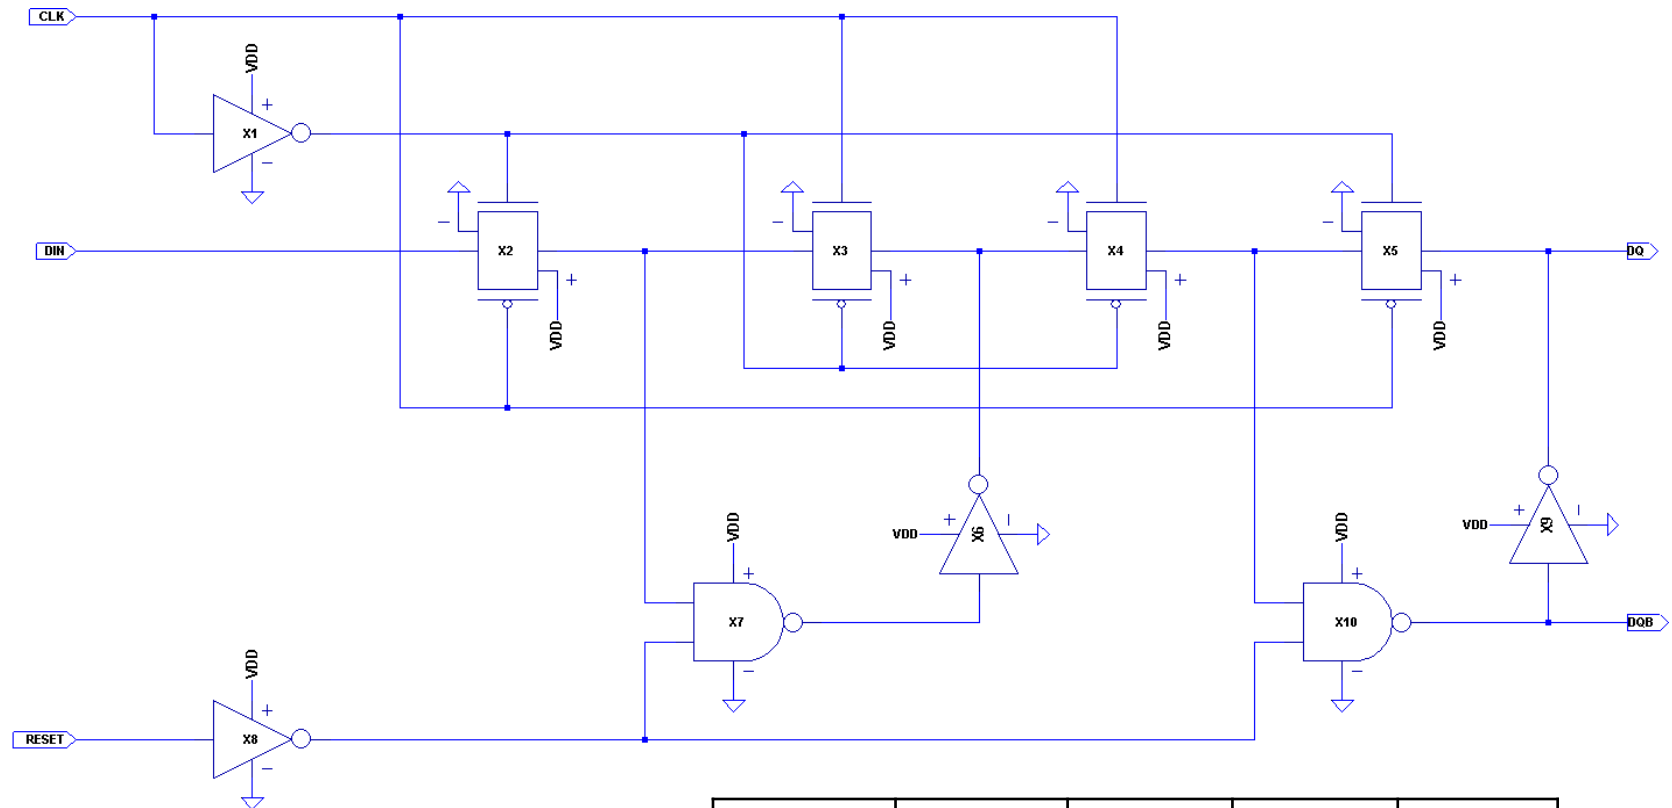 CLK
VDD
+
X1
−
DIN
−
X2
+
VDD
−
X3
+
VDD
−
X4
+
VDD
−
X5
+
VDD
DQ
VDD
+
X6
−
VDD
+
X9
−
VDD
+
X7
−
VDD
+
X10
−
DQB
VDD
+
RESET
X8
−